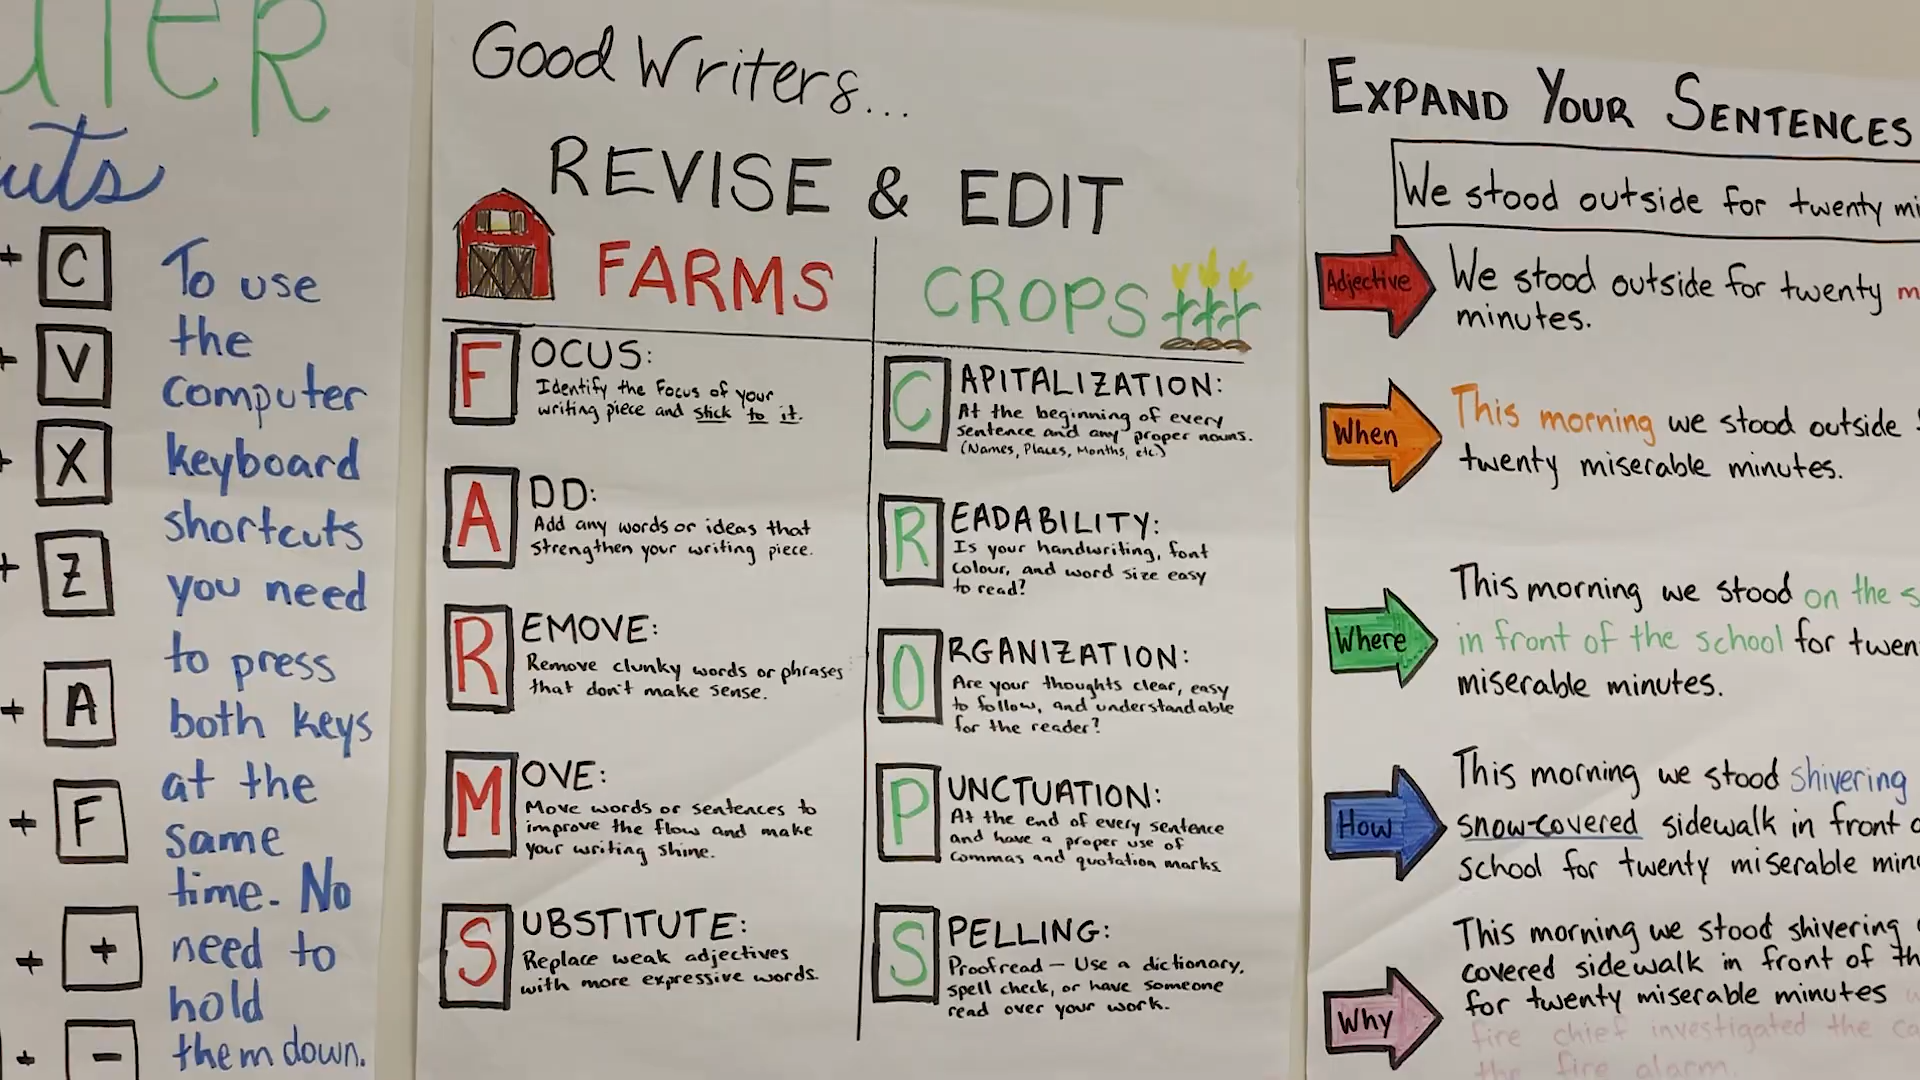 uts
+ C
+ V
+ X
+ Z
+ A
+ F
+ +
+ -
To use
the
computer
keyboard
shortcuts
you need
to press
both keys
at the
same
time. No
need to
hold
them down.
Good Writers...
REVISE & EDIT
FARMS
FOCUS:
Identify the Focus of your
writing piece and stick to it.
ADD:
Add any words or ideas that
strengthen your writing piece.
REMOVE:
Remove clunky words or phrases
that don't make sense.
MOVE:
Move words or sentences to
improve the flow and make
your writing shine.
SUBSTITUTE:
Replace weak adjectives
with more expressive words.
CROPS
CAPITALIZATION:
At the beginning of every
sentence and any proper nouns.
(Names, Places, Months, etc.)
READABILITY:
Is your handwriting, font
colour, and word size easy
to read?
ORGANIZATION:
Are your thoughts clear, easy
to follow, and understandable
for the reader?
PUNCTUATION:
At the end of every sentence
and have a proper use of
commas and quotation marks.
SPELLING:
Proofread – Use a dictionary,
spell check, or have someone
read over your work.
EXPAND YOUR SENTENCES
We stood outside for twenty mi
Adjective
We stood outside for twenty m
minutes.
When
This morning we stood outside
twenty miserable minutes.
Where
This morning we stood on the s
in front of the school for twen
miserable minutes.
How
This morning we stood shivering
snow-covered sidewalk in front o
school for twenty miserable minu
Why
This morning we stood shivering
covered sidewalk in front of th
for twenty miserable minutes
fire chief investigated the ca
the fire alarm.